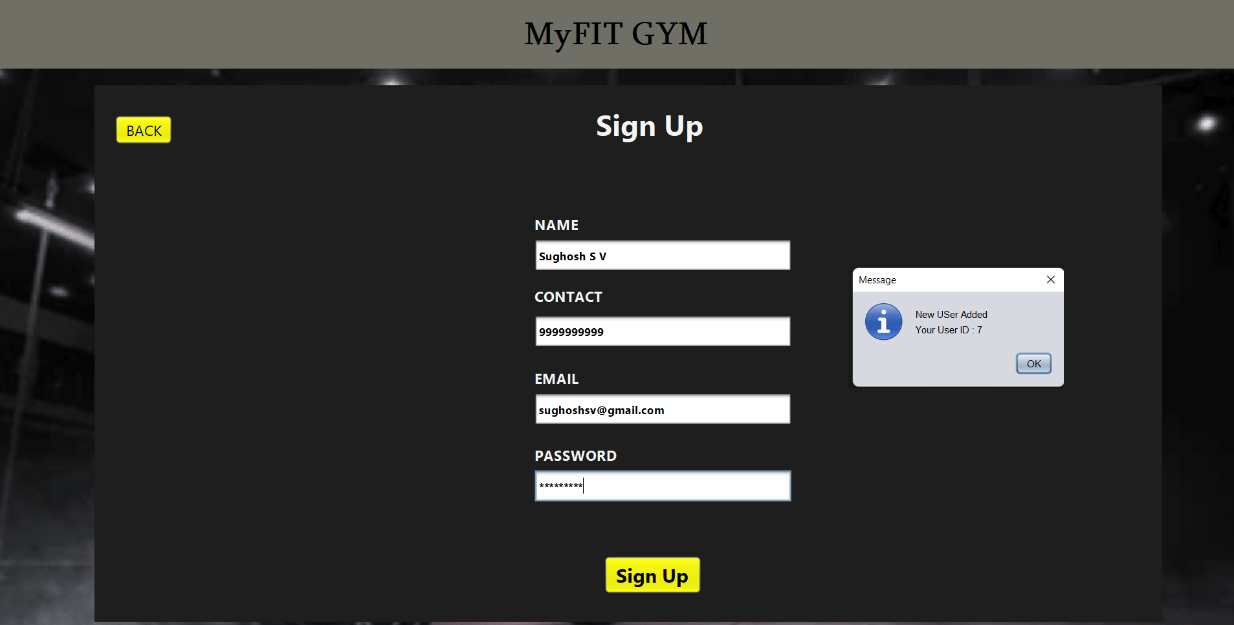 MyFIT GYM
BACK
Sign Up
NAME
Sughosh S V
CONTACT
9999999999
EMAIL
sughoshsv@gmail.com
PASSWORD
*********
Sign Up
Message
New USer Added
Your User ID : 7
OK